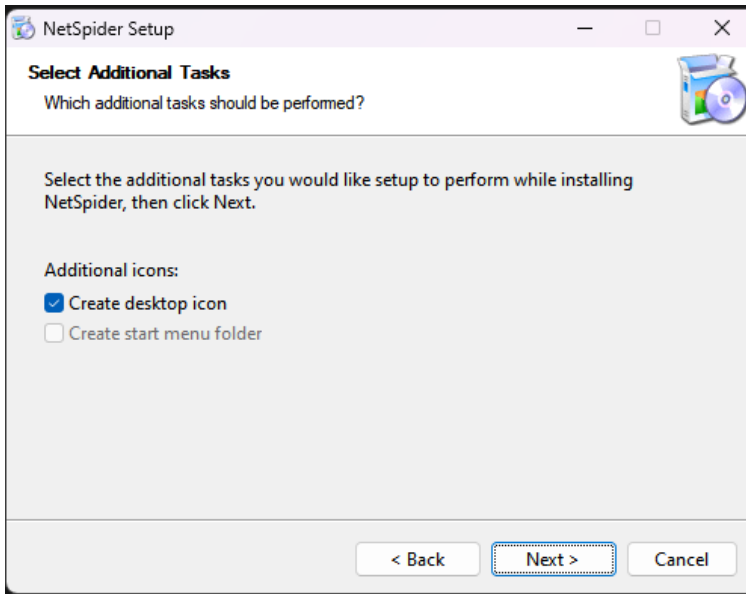 NetSpider Setup
Select Additional Tasks
Which additional tasks should be performed?
Select the additional tasks you would like setup to perform while installing
NetSpider, then click Next.
Additional icons:
Create desktop icon
Create start menu folder
< Back
Next >
Cancel